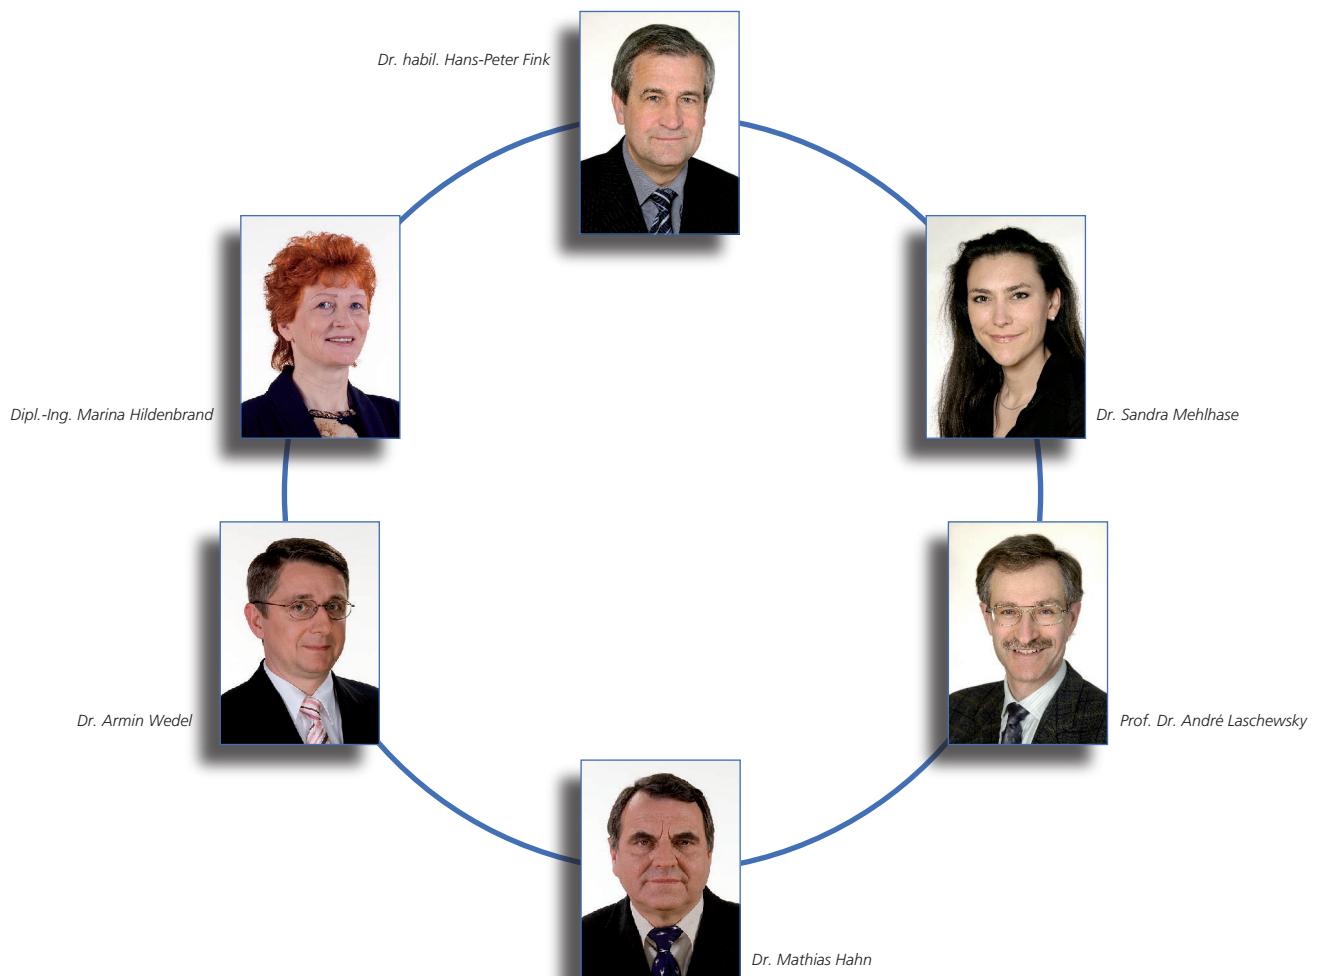 Dr. habil. Hans-Peter Fink
Dipl.-Ing. Marina Hildenbrand
Dr. Sandra Mehlhase
Dr. Armin Wedel
Prof. Dr. André Laschewsky
Dr. Mathias Hahn